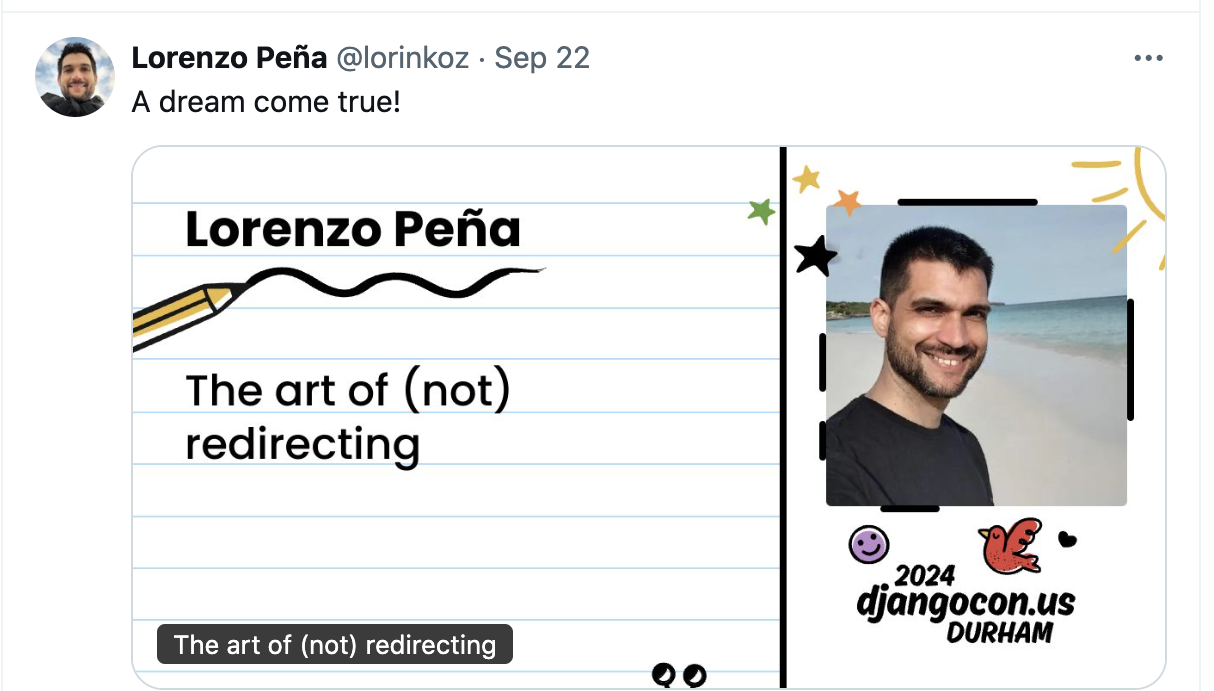 Lorenzo Peña @lorinkoz · Sep 22
A dream come true!
Lorenzo Peña
The art of (not)
redirecting
2024
djangocon.us
DURHAM
The art of (not) redirecting